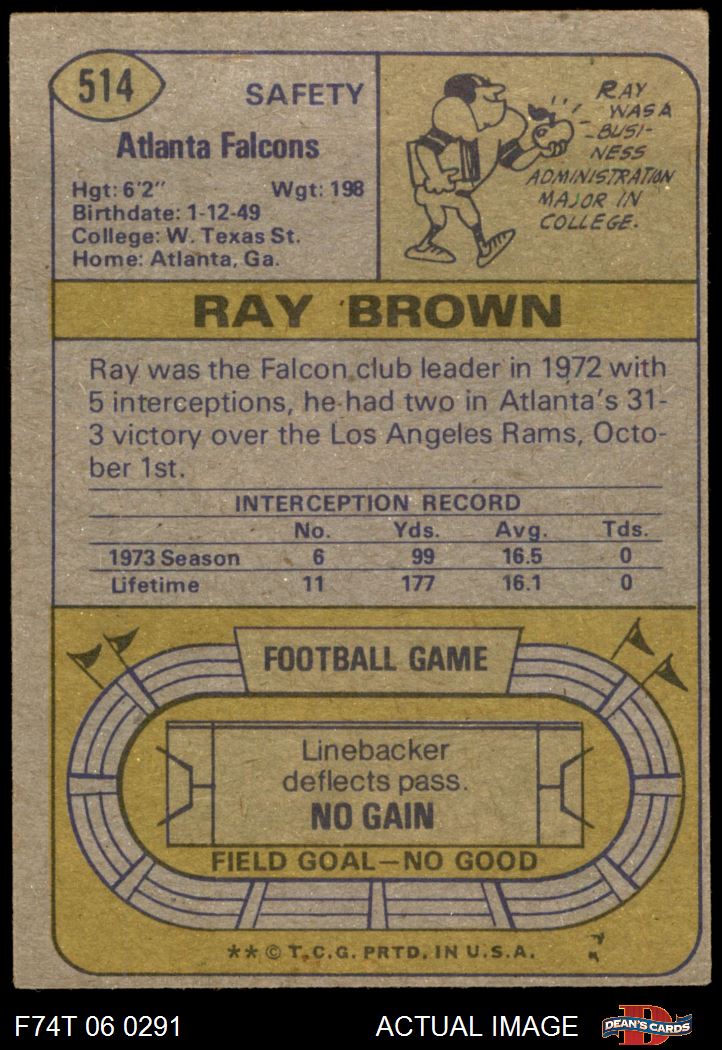 514
SAFETY
Atlanta Falcons
Hgt: 6'2" Wgt: 198
Birthdate: 1-12-49
College: W. Texas St.
Home: Atlanta, Ga.
RAY
WAS A
BUSI-
NESS
ADMINISTRATION
MAJOR IN
COLLEGE.
RAY BROWN
Ray was the Falcon club leader in 1972 with
5 interceptions, he had two in Atlanta's 31-
3 victory over the Los Angeles Rams, Octo-
ber 1st.
INTERCEPTION RECORD
No. Yds. Avg. Tds.
1973 Season 6 99 16.5 0
Lifetime 11 177 16.1 0
FOOTBALL GAME
Linebacker
deflects pass.
NO GAIN
FIELD GOAL—NO GOOD
** © T.C.G. PRTD. IN U.S.A.
F74T 06 0291 ACTUAL IMAGE
D
DEAN'S CARDS